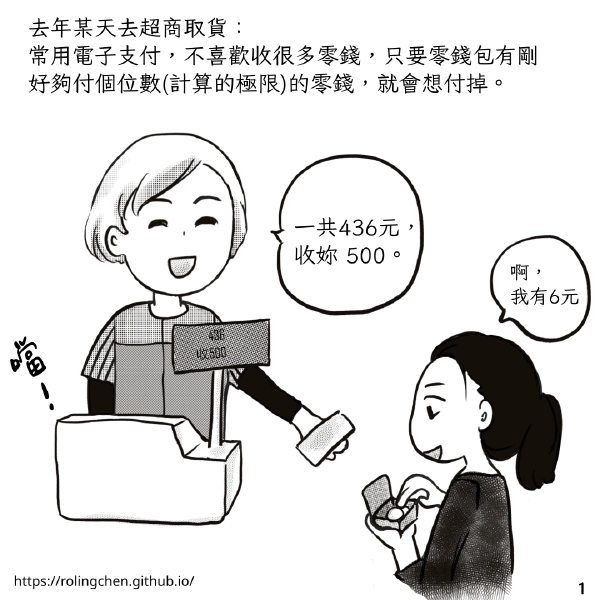 去年某天去超商取貨：
常用電子支付，不喜歡收很多零錢，只要零錢包有剛
好夠付個位數(計算的極限)的零錢，就會想付掉。
一共436元，
收妳 500。
啊，
我有6元
436
收500
噹！
https://rolingchen.github.io/
1